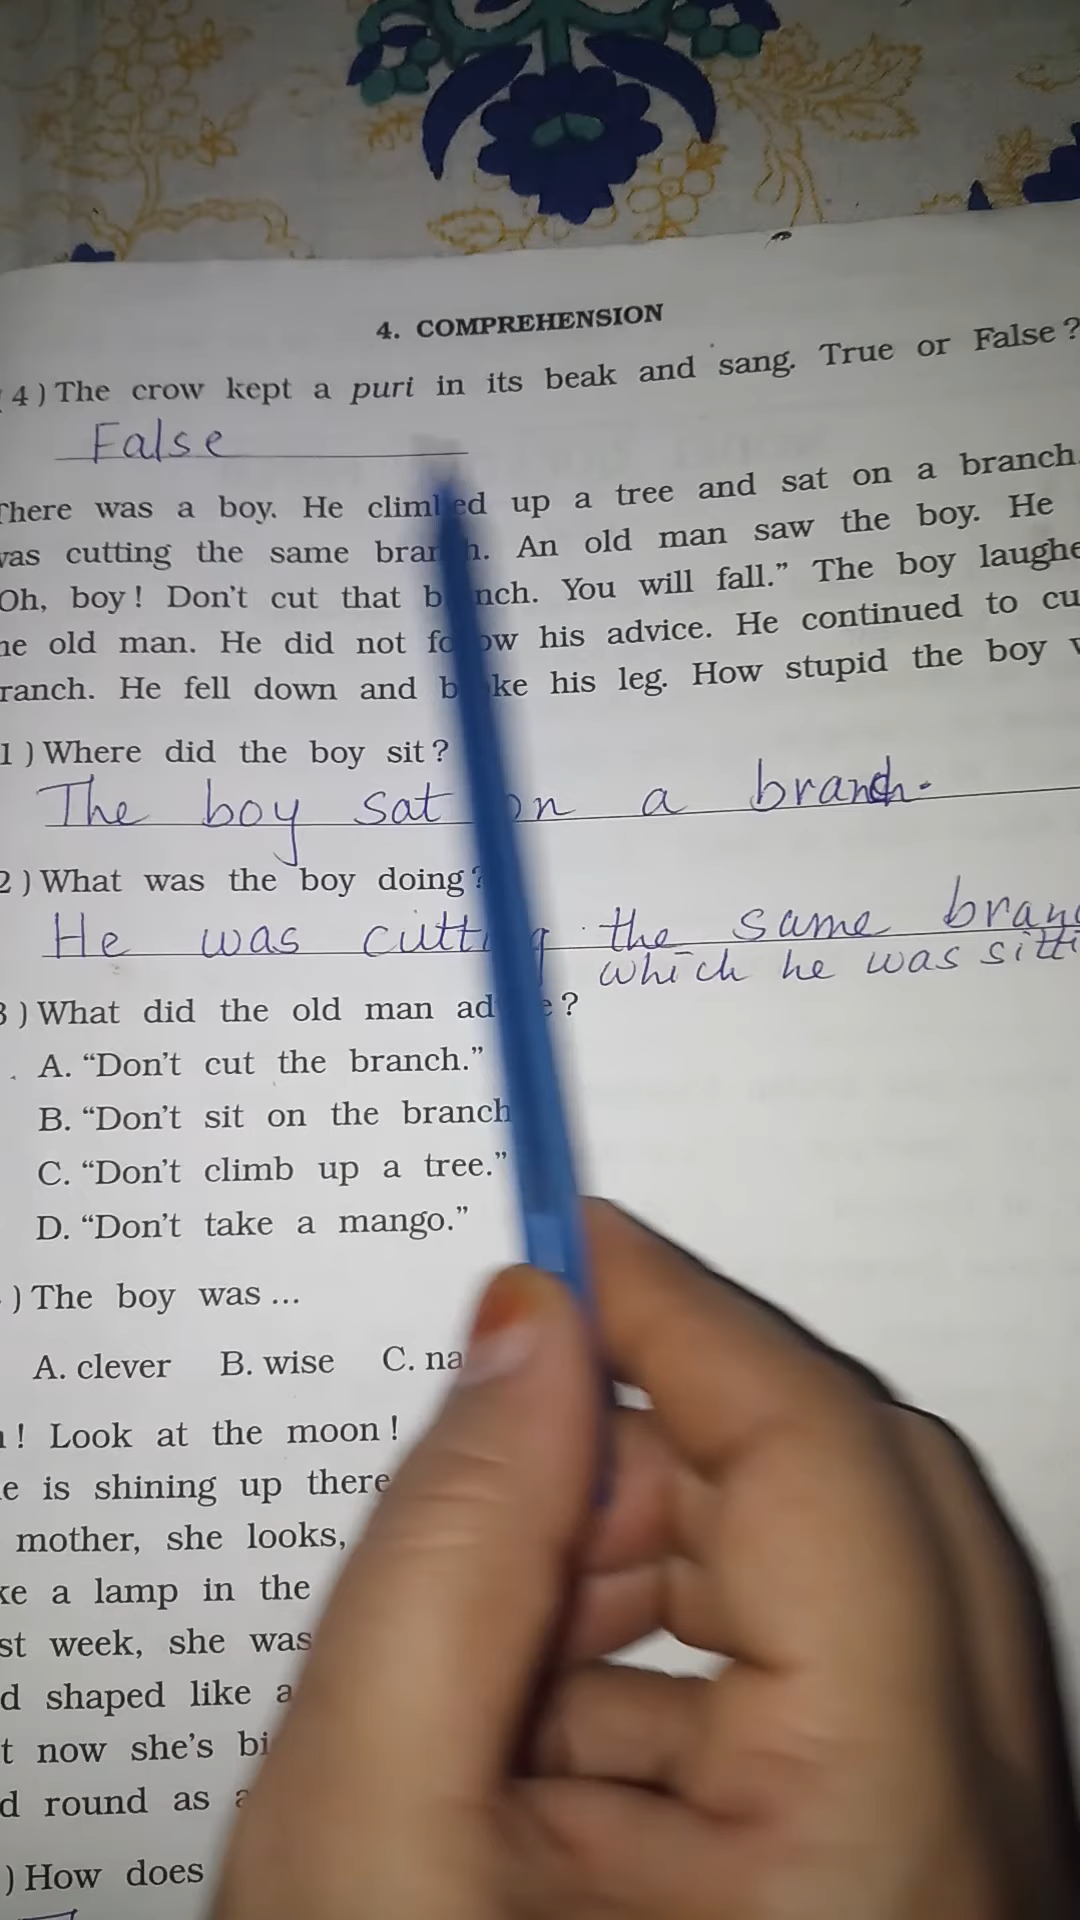 4. COMPREHENSION
4 ) The crow kept a puri in its beak and sang. True or False ?
False
There was a boy. He climbed up a tree and sat on a branch.
was cutting the same branch. An old man saw the boy. He
Oh, boy ! Don't cut that branch. You will fall.” The boy laughe
he old man. He did not follow his advice. He continued to cu
ranch. He fell down and broke his leg. How stupid the boy
1 ) Where did the boy sit ?
The boy sat on a branch.
2 ) What was the boy doing ?
He was cutting the same bran
which he was sitti
3 ) What did the old man advise ?
A. “Don't cut the branch.”
B. “Don't sit on the branch
C. “Don't climb up a tree.”
D. “Don't take a mango.”
) The boy was ...
A. clever B. wise C. na
! Look at the moon !
e is shining up there
mother, she looks,
ke a lamp in the
st week, she was
d shaped like a
t now she's bi
d round as a
) How does